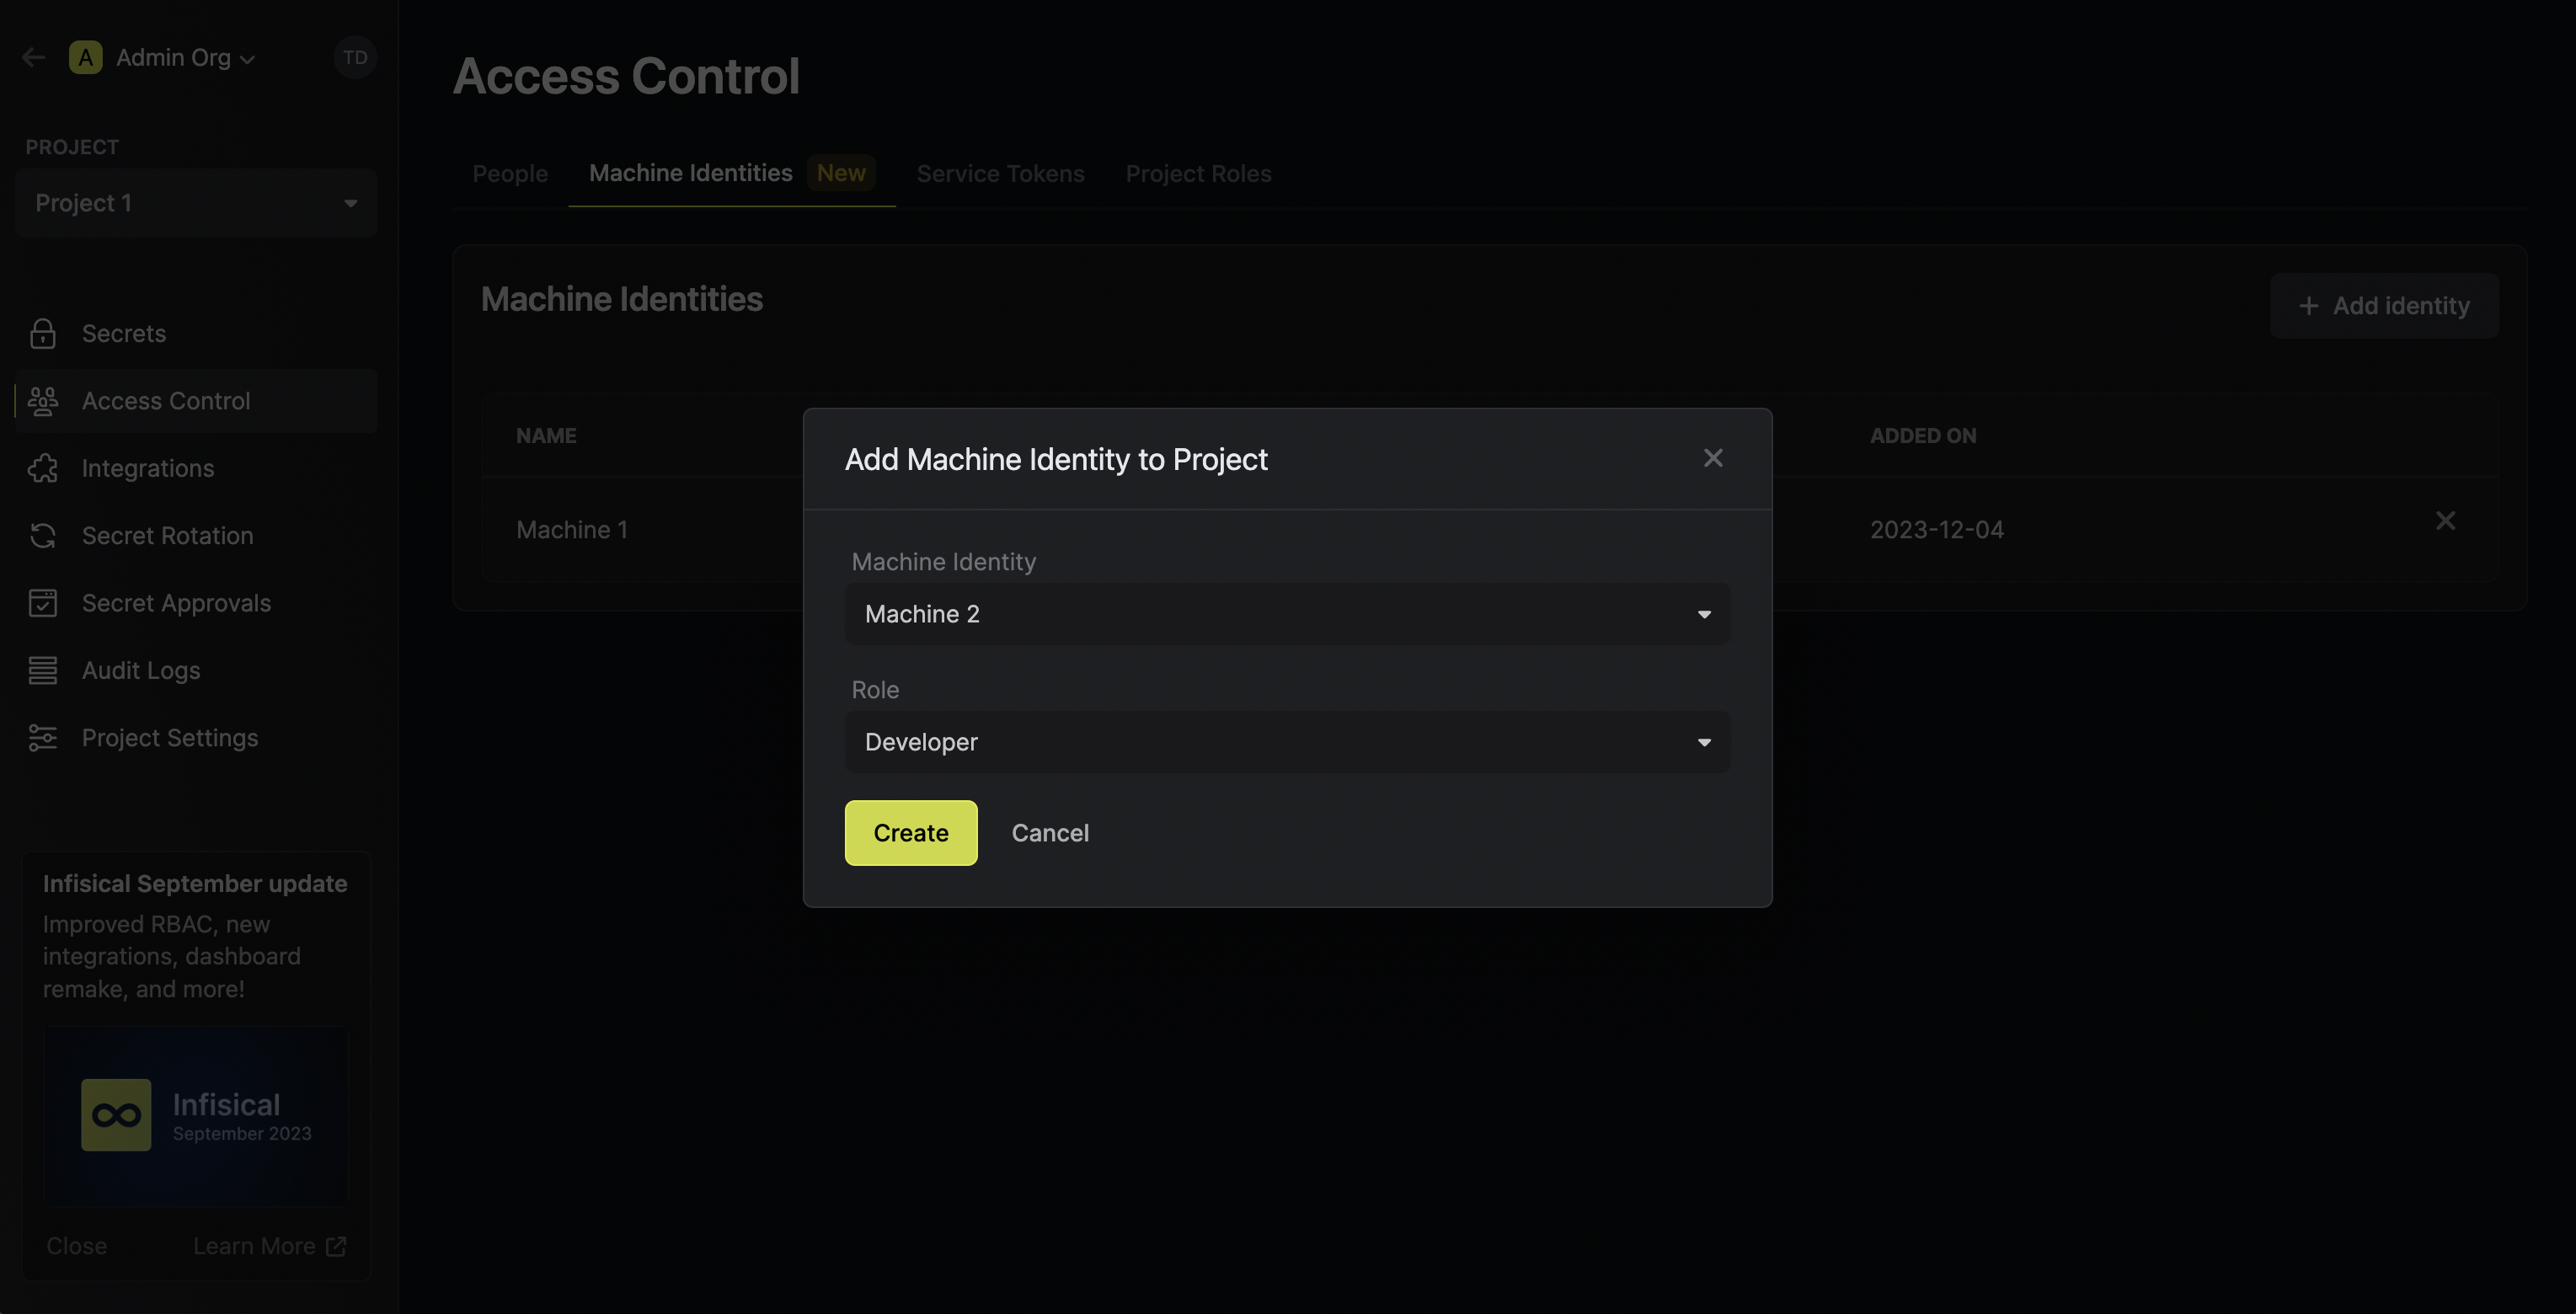 A Admin Org
TD
PROJECT
Project 1
Secrets
Access Control
Integrations
Secret Rotation
Secret Approvals
Audit Logs
Project Settings
Infisical September update
Improved RBAC, new
integrations, dashboard
remake, and more!
Infisical
September 2023
Close
Learn More
Access Control
People
Machine Identities New
Service Tokens
Project Roles
Machine Identities
+ Add identity
NAME
ADDED ON
Machine 1
2023-12-04
Add Machine Identity to Project
Machine Identity
Machine 2
Role
Developer
Create
Cancel